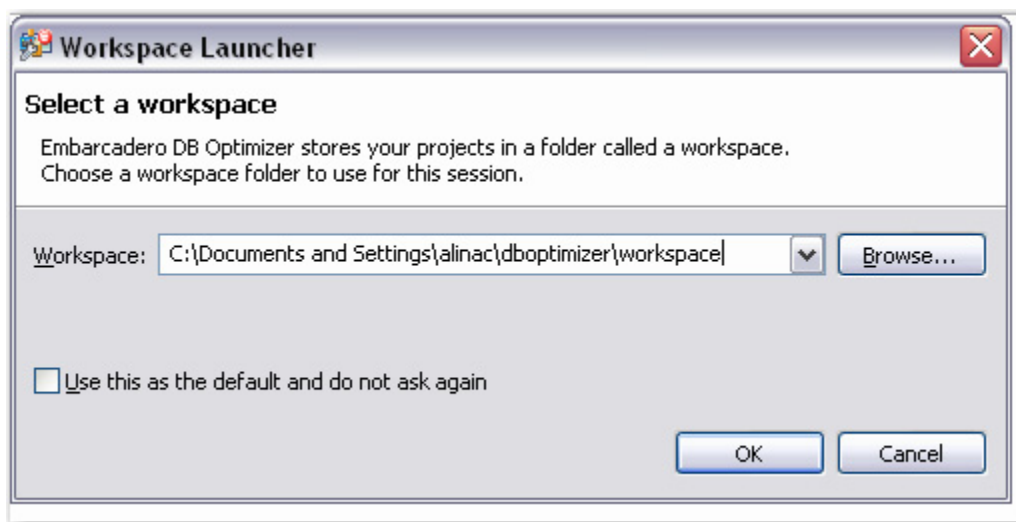 Workspace Launcher
Select a workspace
Embarcadero DB Optimizer stores your projects in a folder called a workspace.
Choose a workspace folder to use for this session.
Workspace: C:\Documents and Settings\alinac\dboptimizer\workspace Browse...
Use this as the default and do not ask again
OK Cancel